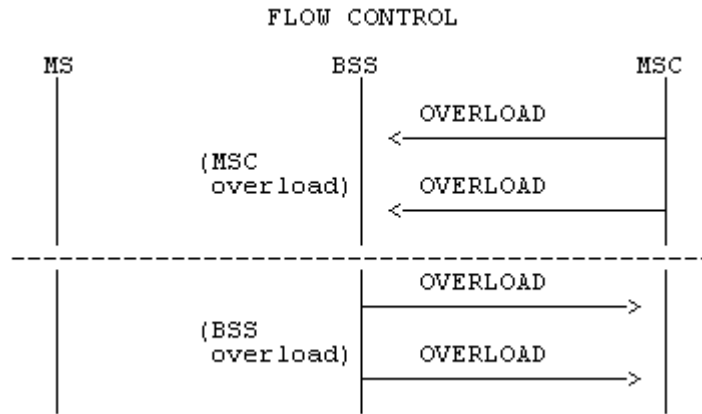 FLOW CONTROL
MS BSS MSC
OVERLOAD
(MSC
overload)
OVERLOAD
OVERLOAD
(BSS
overload)
OVERLOAD